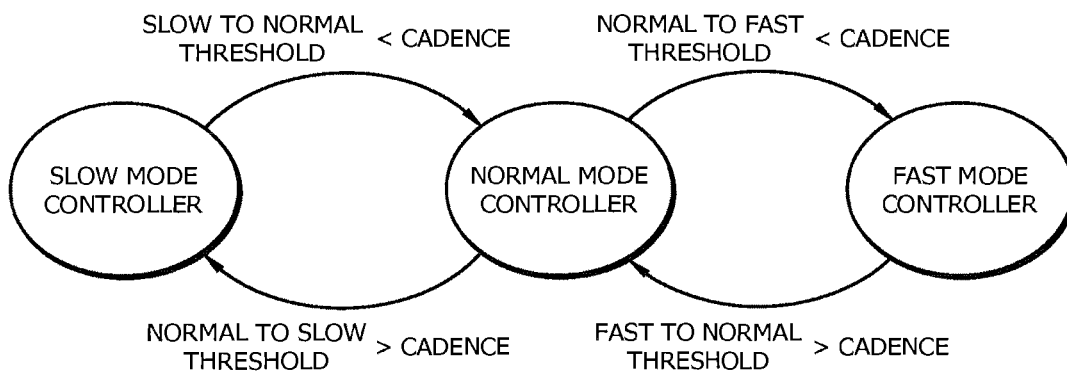 SLOW TO NORMAL
THRESHOLD < CADENCE
NORMAL TO FAST
THRESHOLD < CADENCE
SLOW MODE
CONTROLLER
NORMAL MODE
CONTROLLER
FAST MODE
CONTROLLER
NORMAL TO SLOW
THRESHOLD > CADENCE
FAST TO NORMAL
THRESHOLD > CADENCE